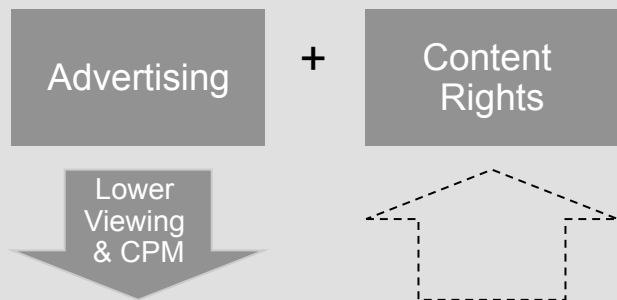 Advertising
+
Content
Rights
Lower
Viewing
& CPM